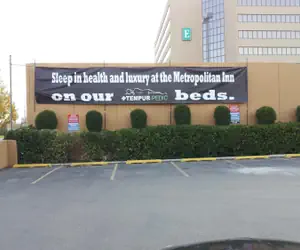 Sleep in health and luxury at the Metropolitan Inn
on our TEMPUR-PEDIC beds.
E